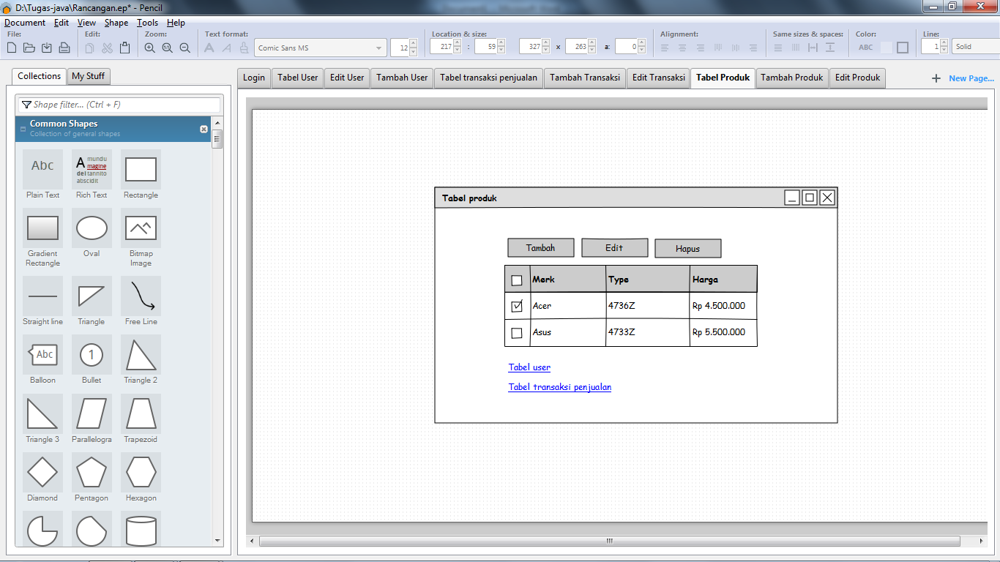 D:\Tugas-java\Rancangan.ep* - Pencil
Document Edit View Shape Tools Help
File: Edit: Zoom: Text format: Location & size: Alignment: Same sizes & spaces: Color: Line:
Comic Sans MS 12 217 : 59 327 x 263 a: 0 ABC 1 Solid
Collections My Stuff
Login Tabel User Edit User Tambah User Tabel transaksi penjualan Tambah Transaksi Edit Transaksi Tabel Produk Tambah Produk Edit Produk + New Page...
Shape filter... (Ctrl + F)
Common Shapes
Collection of general shapes
Abc
A mundu
magine
del tannito
abscidit
Plain Text Rich Text Rectangle
Gradient Rectangle Oval Bitmap Image
Straight line Triangle Free Line
Abc 1
Balloon Bullet Triangle 2
Triangle 3 Parallelogra Trapezoid
Diamond Pentagon Hexagon
Tabel produk
Tambah Edit Hapus
Merk Type Harga
Acer 4736Z Rp 4.500.000
Asus 4733Z Rp 5.500.000
Tabel user
Tabel transaksi penjualan